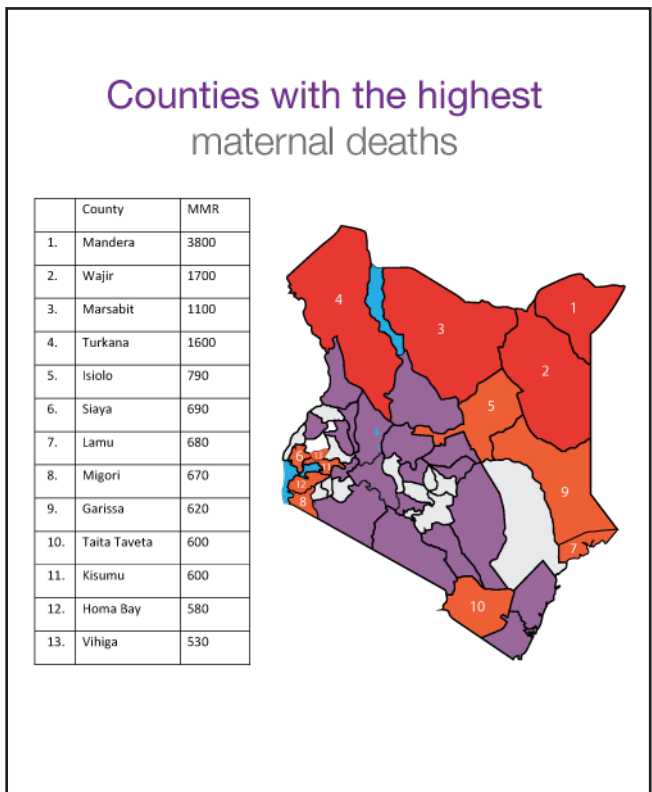 Counties with the highest
maternal deaths
County MMR
1. Mandera 3800
2. Wajir 1700
3. Marsabit 1100
4. Turkana 1600
5. Isiolo 790
6. Siaya 690
7. Lamu 680
8. Migori 670
9. Garissa 620
10. Taita Taveta 600
11. Kisumu 600
12. Homa Bay 580
13. Vihiga 530
4
3
1
2
5
6
13
11
12
8
9
7
10